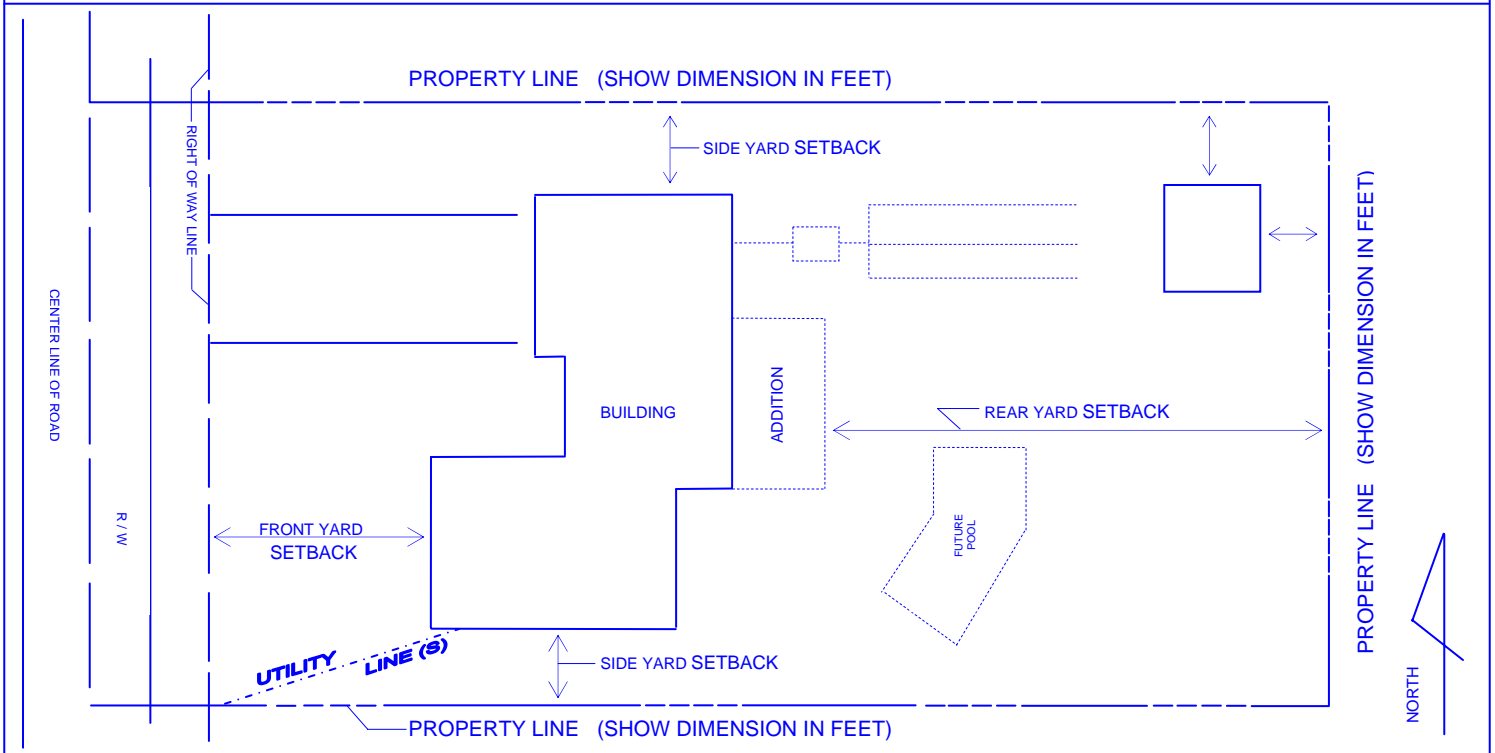 PROPERTY LINE (SHOW DIMENSION IN FEET)
RIGHT OF WAY LINE
SIDE YARD SETBACK
PROPERTY LINE (SHOW DIMENSION IN FEET)
CENTER LINE OF ROAD
BUILDING
ADDITION
REAR YARD SETBACK
R / W
FRONT YARD
SETBACK
FUTURE
POOL
UTILITY LINE (S)
SIDE YARD SETBACK
NORTH
PROPERTY LINE (SHOW DIMENSION IN FEET)